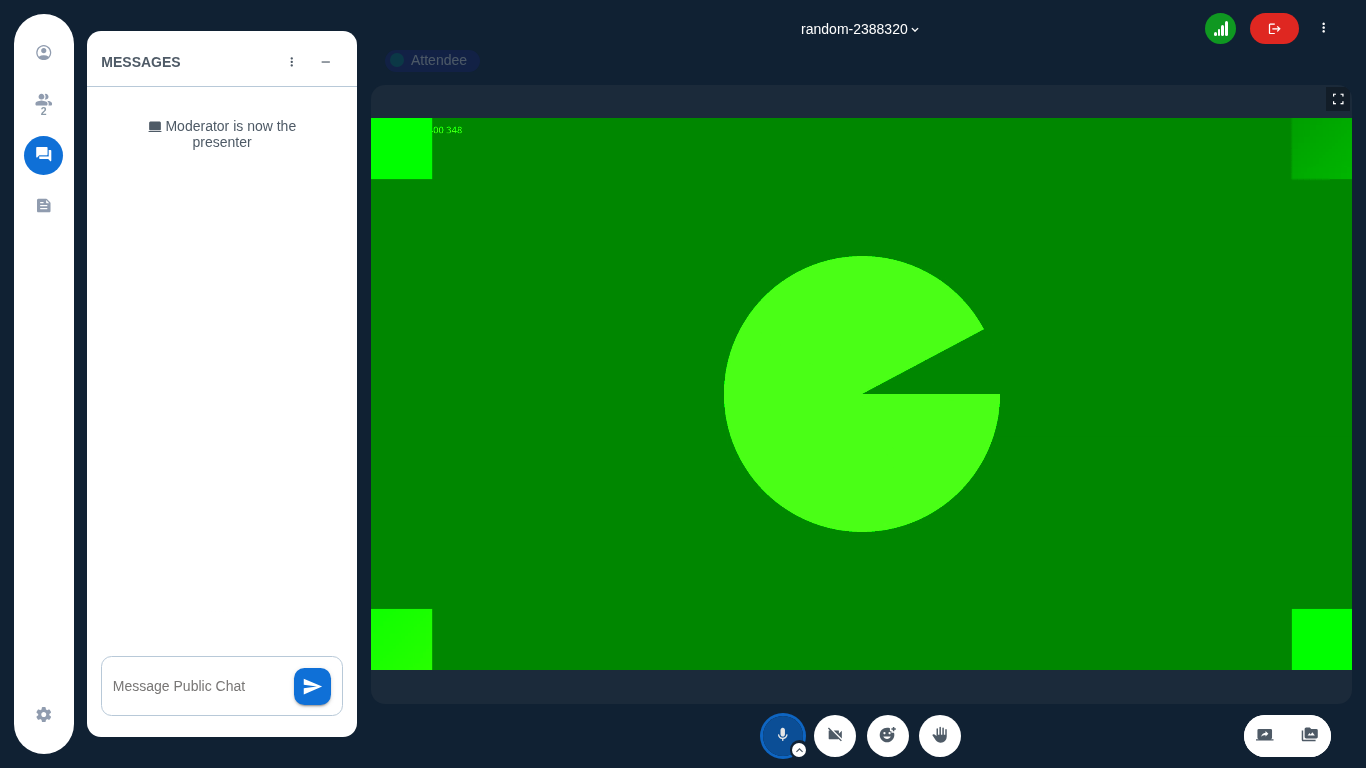 random-2388320
Attendee
MESSAGES
2
Moderator is now the
presenter
Message Public Chat